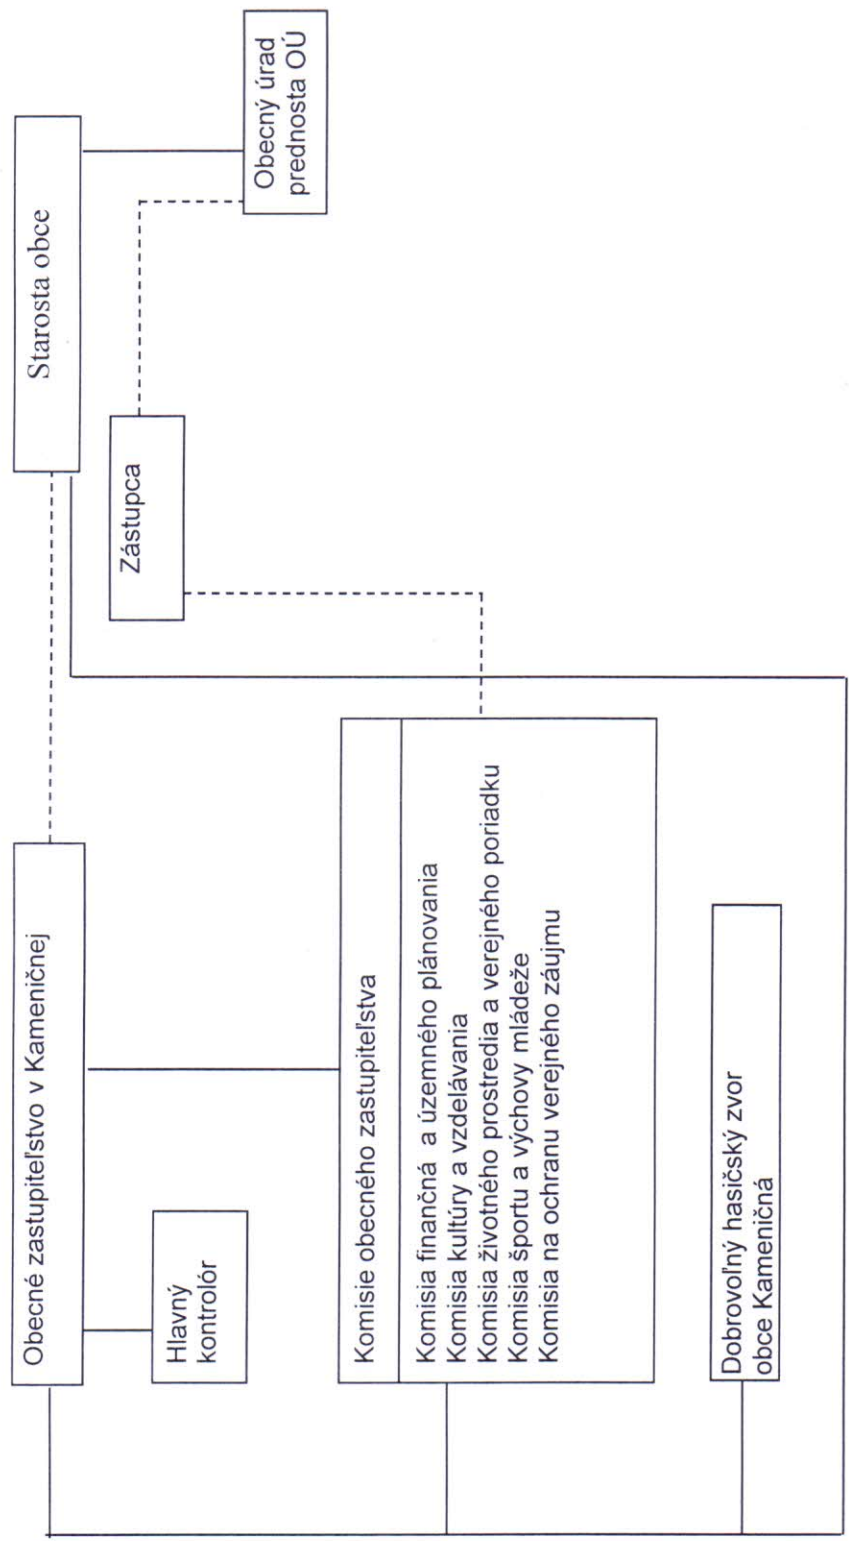 Obecné zastupiteľstvo v Kameničnej
Starosta obce
Hlavný
kontrolór
Zástupca
Obecný úrad
prednosta OÚ
Komisie obecného zastupiteľstva
Komisia finančná a územného plánovania
Komisia kultúry a vzdelávania
Komisia životného prostredia a verejného poriadku
Komisia športu a výchovy mládeže
Komisia na ochranu verejného záujmu
Dobrovoľný hasičský zvor
obce Kameničná